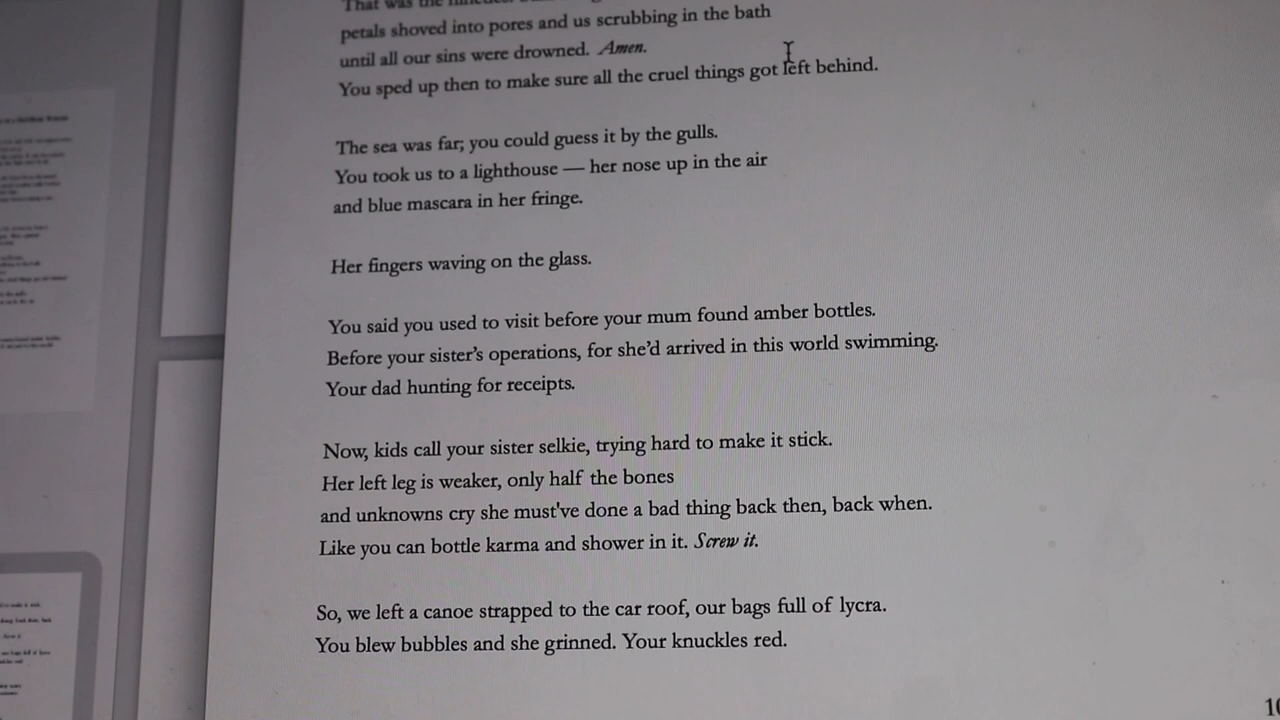 That was the
petals shoved into pores and us scrubbing in the bath
until all our sins were drowned. Amen.
You sped up then to make sure all the cruel things got left behind.
The sea was far; you could guess it by the gulls.
You took us to a lighthouse — her nose up in the air
and blue mascara in her fringe.
Her fingers waving on the glass.
You said you used to visit before your mum found amber bottles.
Before your sister's operations, for she'd arrived in this world swimming.
Your dad hunting for receipts.
Now, kids call your sister selkie, trying hard to make it stick.
Her left leg is weaker, only half the bones
and unknowns cry she must've done a bad thing back then, back when.
Like you can bottle karma and shower in it. Screw it.
So, we left a canoe strapped to the car roof, our bags full of lycra.
You blew bubbles and she grinned. Your knuckles red.